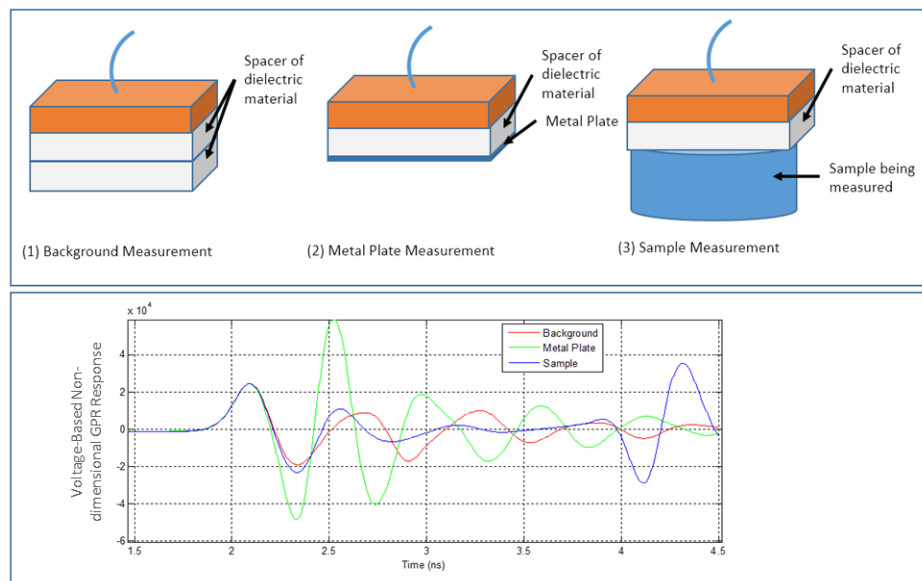 Spacer of
dielectric
material
(1) Background Measurement
Spacer of
dielectric
material
Metal Plate
(2) Metal Plate Measurement
Spacer of
dielectric
material
Sample being
measured
(3) Sample Measurement
x 10^4
Voltage-Based Non-
dimensional GPR Response
4
2
0
-2
-4
-6
Background
Metal Plate
Sample
1.5 2 2.5 3 3.5 4 4.5
Time (ns)